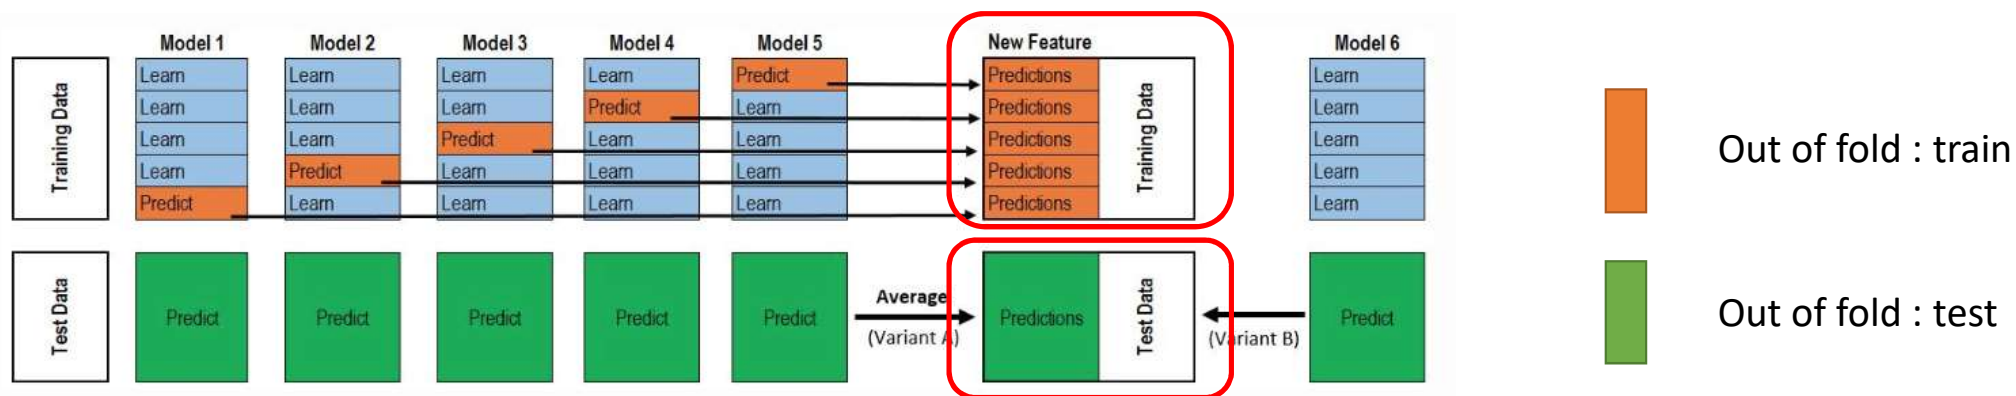 Model 1 Model 2 Model 3 Model 4 Model 5 New Feature Model 6
Training Data
Learn Learn Learn Learn Predict Predictions Learn
Learn Learn Learn Predict Learn Predictions Learn
Learn Learn Predict Learn Learn Predictions Learn
Learn Predict Learn Learn Learn Predictions Learn
Predict Learn Learn Learn Learn Predictions Learn
Training Data
Out of fold : train
Test Data
Predict Predict Predict Predict Predict
Average
(Variant A)
Predictions
Test Data
(Variant B)
Predict
Out of fold : test